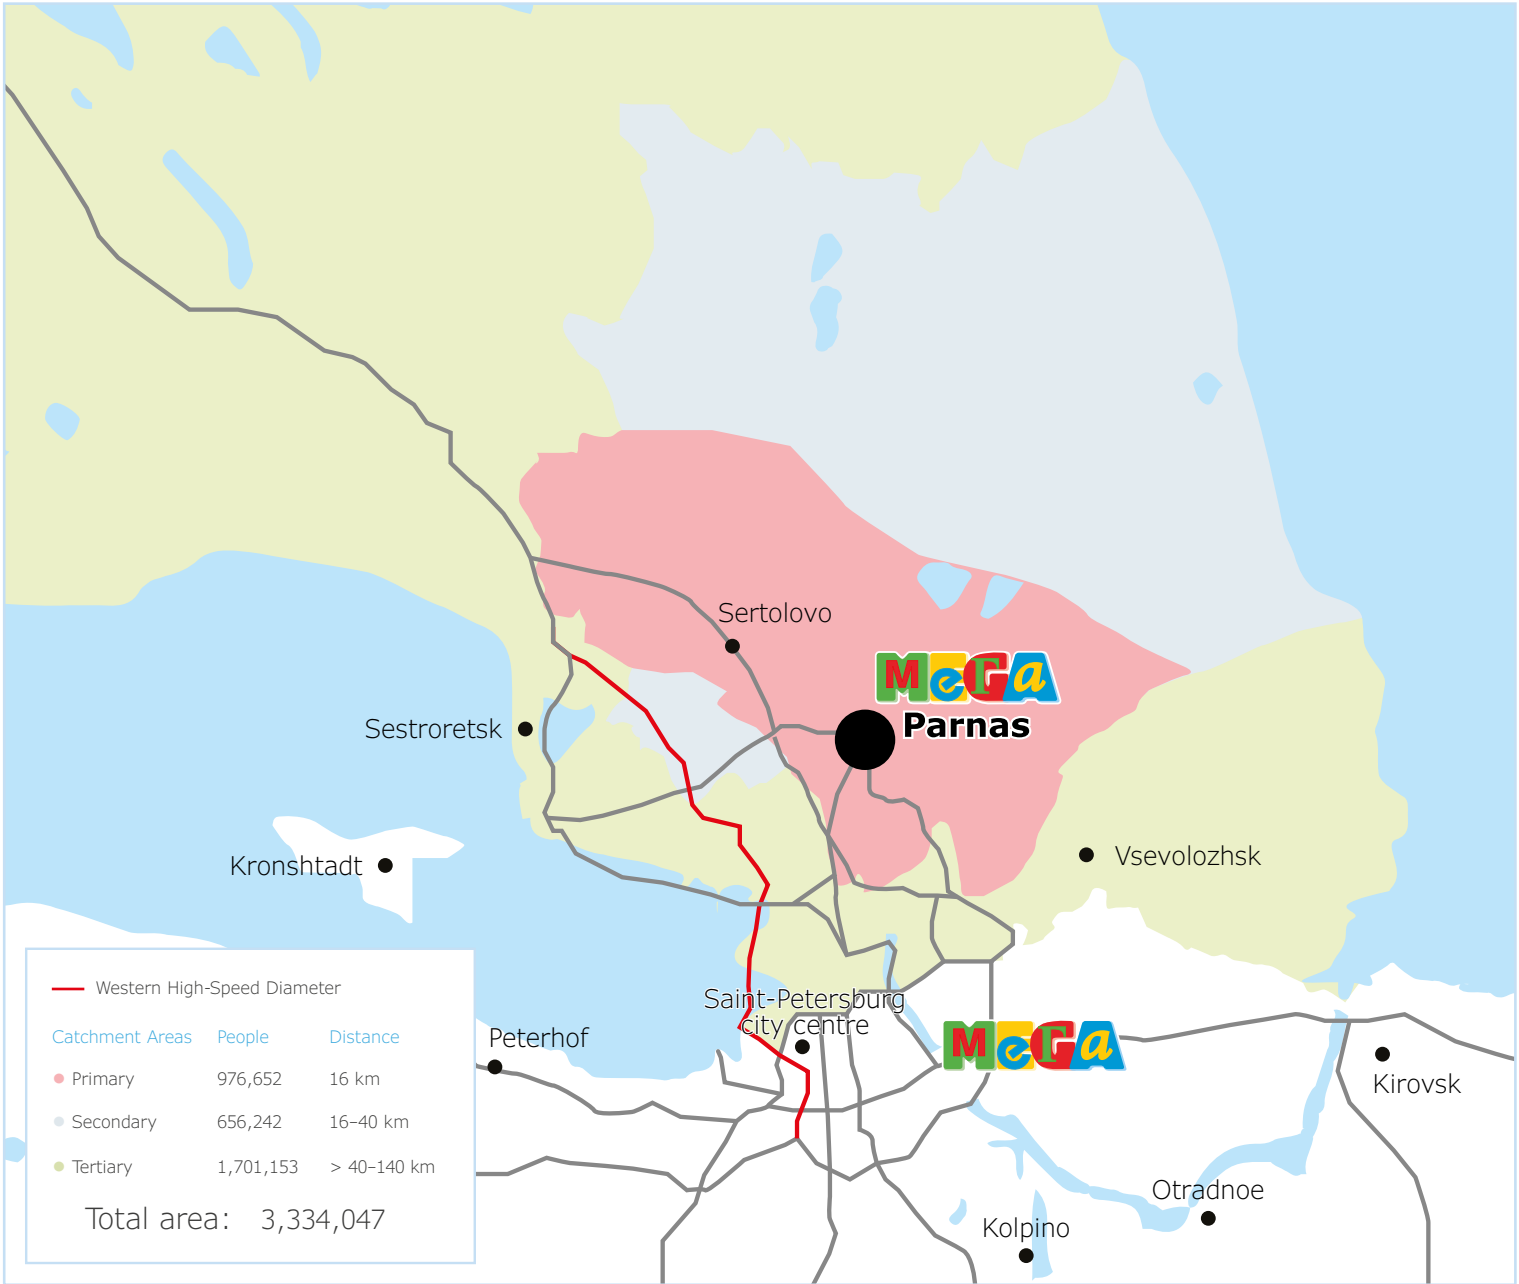 Sertolovo
МЕГА
Parnas
Sestroretsk
Kronshtadt
Vsevolozhsk
Western High-Speed Diameter
Catchment Areas People Distance
Primary 976,652 16 km
Secondary 656,242 16–40 km
Tertiary 1,701,153 > 40–140 km
Total area: 3,334,047
Saint-Petersburg
city centre
МЕГА
Peterhof
Kirovsk
Otradnoe
Kolpino